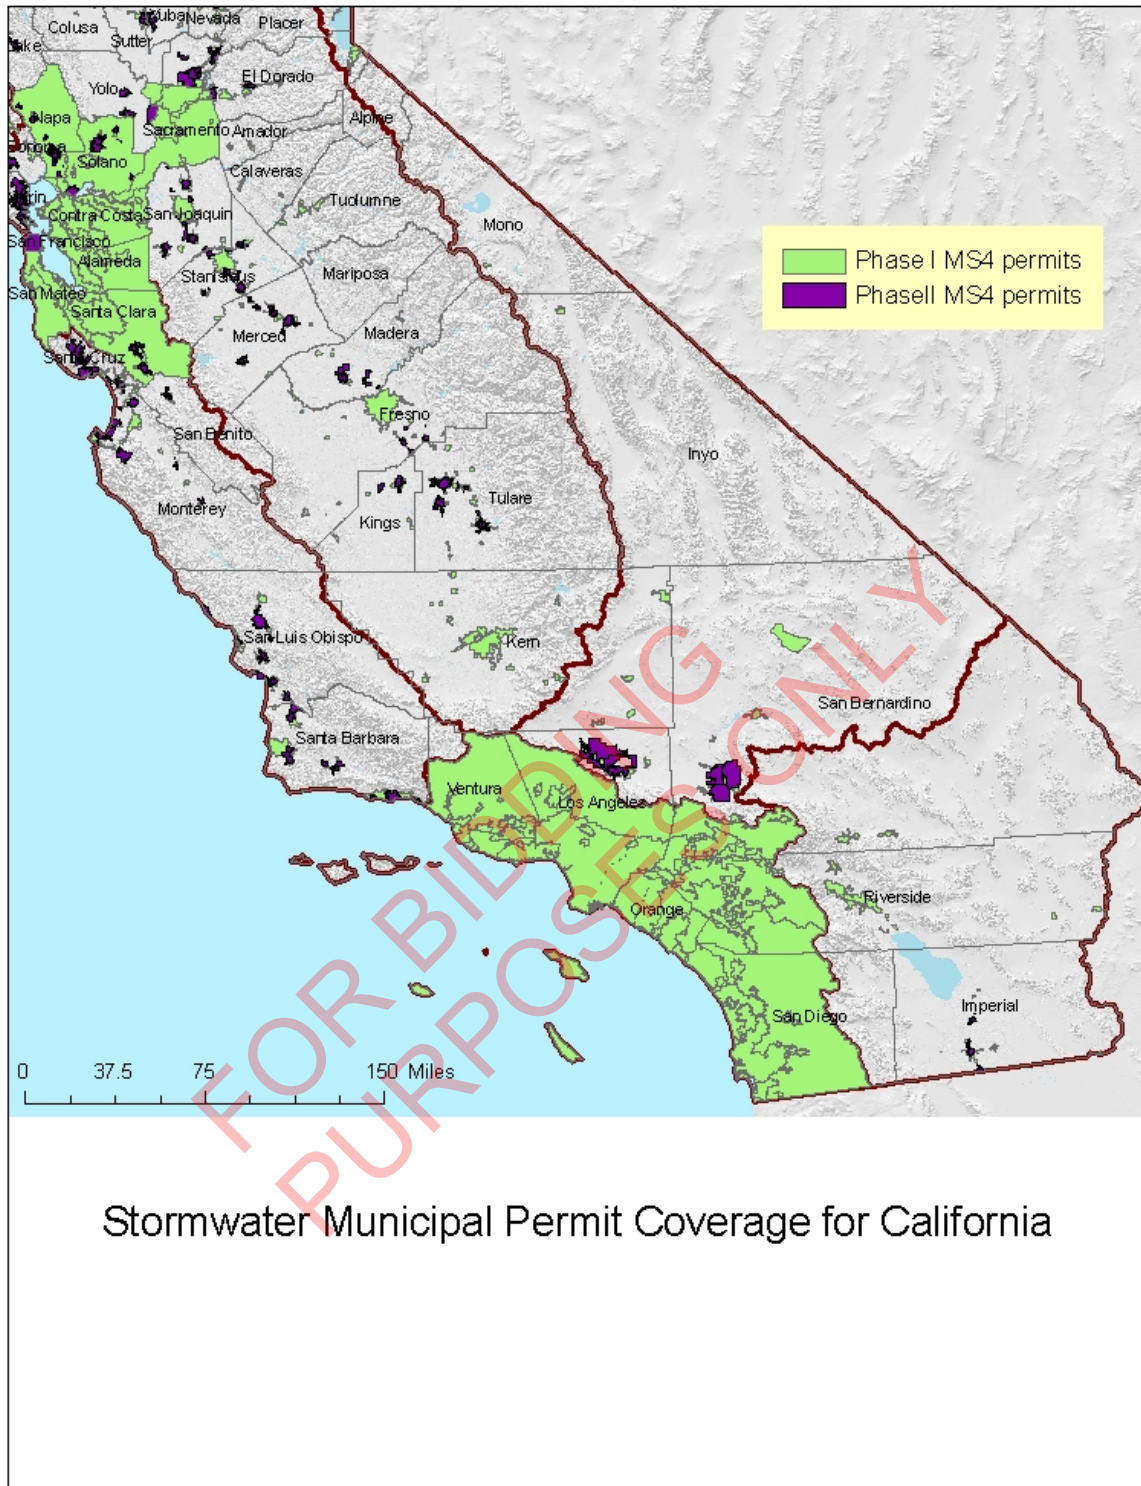 Colusa
Yuba
Nevada
Placer
Sutter
Lake
El Dorado
Yolo
Napa
Sacramento
Amador
Alpine
Sonoma
Solano
Calaveras
Marin
Contra Costa
San Joaquin
Tuolumne
Mono
San Francisco
Alameda
Stanislaus
Mariposa
San Mateo
Santa Clara
Merced
Madera
Santa Cruz
Fresno
San Benito
Inyo
Monterey
Kings
Tulare
San Luis Obispo
Kern
San Bernardino
Santa Barbara
Ventura
Los Angeles
Orange
Riverside
San Diego
Imperial
Phase I MS4 permits
PhaseII MS4 permits
0 37.5 75 150 Miles
FOR BIDDING
PURPOSES ONLY
Stormwater Municipal Permit Coverage for California